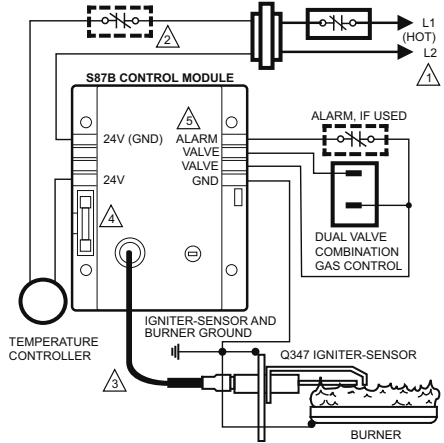 L1
(HOT)
L2
2
1
S87B CONTROL MODULE
5
ALARM, IF USED
24V (GND)
ALARM
VALVE
VALVE
24V
GND
4
DUAL VALVE
COMBINATION
GAS CONTROL
IGNITER-SENSOR AND
BURNER GROUND
TEMPERATURE
CONTROLLER
Q347 IGNITER-SENSOR
3
BURNER